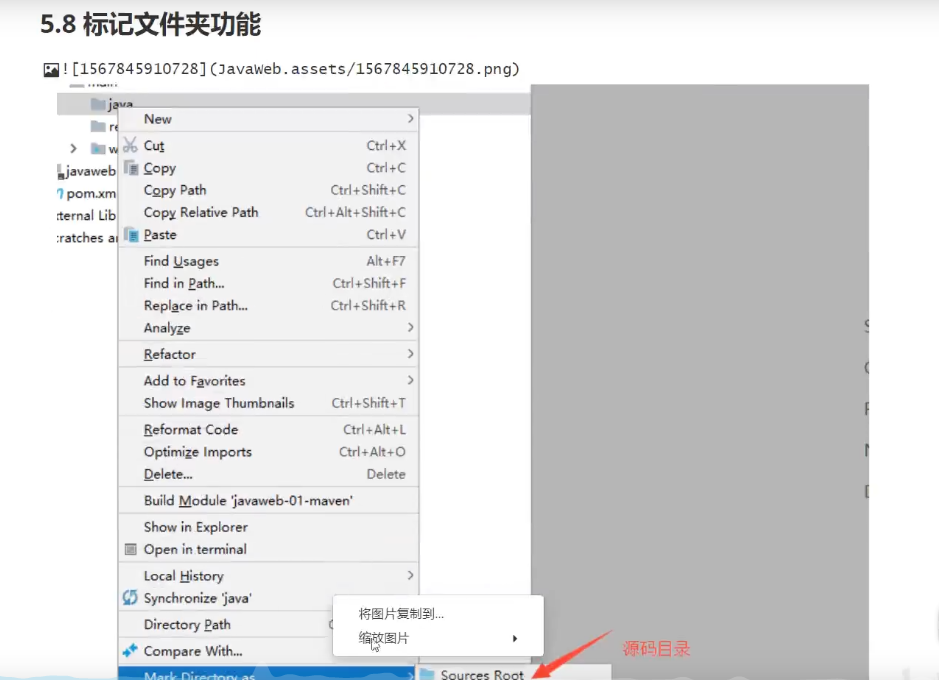 5.8 标记文件夹功能
![1567845910728](JavaWeb.assets/1567845910728.png)
java
New
Cut Ctrl+X
javaweb Copy Ctrl+C
pom.xm Copy Path Ctrl+Shift+C
ternal Lib Copy Relative Path Ctrl+Alt+Shift+C
ratches a Paste Ctrl+V
Find Usages Alt+F7
Find in Path... Ctrl+Shift+F
Replace in Path... Ctrl+Shift+R
Analyze
Refactor
Add to Favorites
Show Image Thumbnails Ctrl+Shift+T
Reformat Code Ctrl+Alt+L
Optimize Imports Ctrl+Alt+O
Delete... Delete
Build Module 'javaweb-01-maven'
Show in Explorer
Open in terminal
Local History
Synchronize 'java'
Directory Path
Compare With...
Mark Directory as
将图片复制到...
缩放图片
Sources Root
源码目录